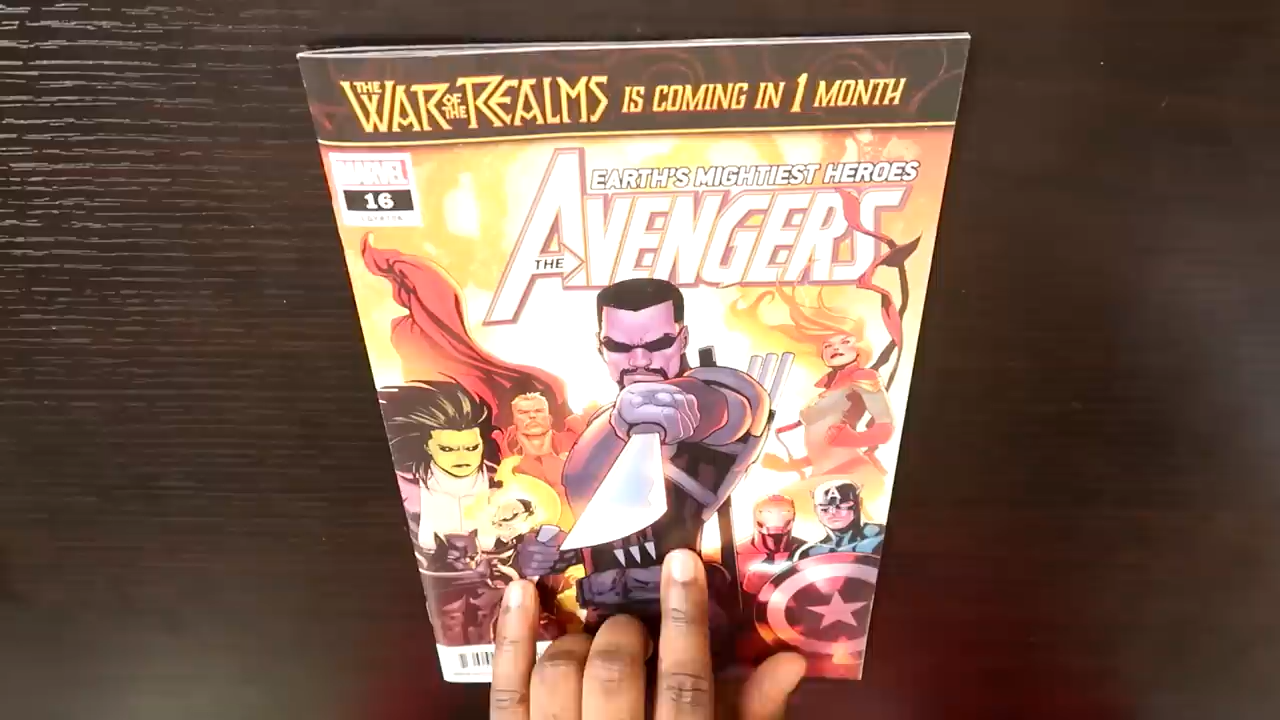 THE WAR OF THE REALMS IS COMING IN 1 MONTH
MARVEL
16
EARTH'S MIGHTIEST HEROES
THE AVENGERS
A